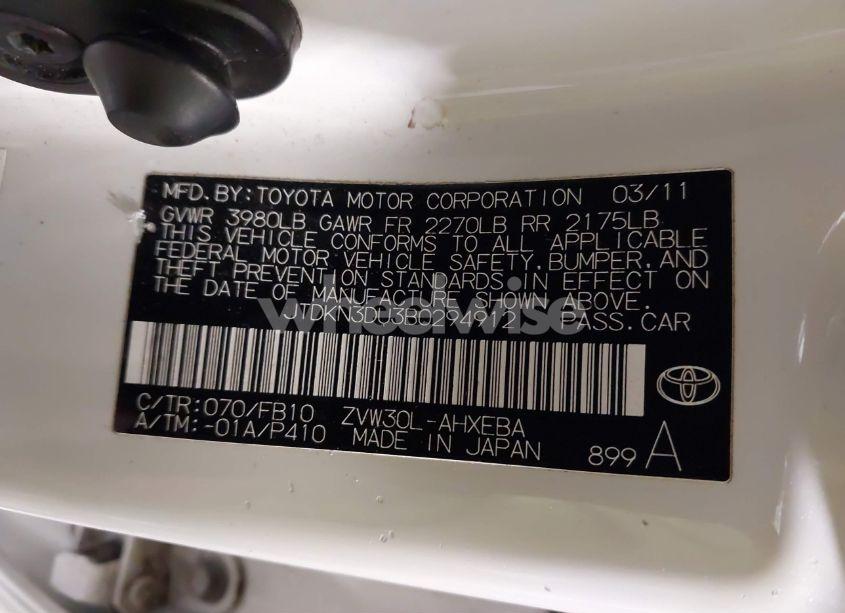 MFD. BY: TOYOTA MOTOR CORPORATION 03/11
GVWR 3980LB GAWR FR 2270LB RR 2175LB
THIS VEHICLE CONFORMS TO ALL APPLICABLE
FEDERAL MOTOR VEHICLE SAFETY, BUMPER, AND
THEFT PREVENTION STANDARDS IN EFFECT ON
THE DATE OF MANUFACTURE SHOWN ABOVE.
JTDKN3DU3B0294912 PASS.CAR
wheelwise
C/TR: 070/FB10 ZVW30L-AHXEBA
A/TM: -01A/P410 MADE IN JAPAN
899 A